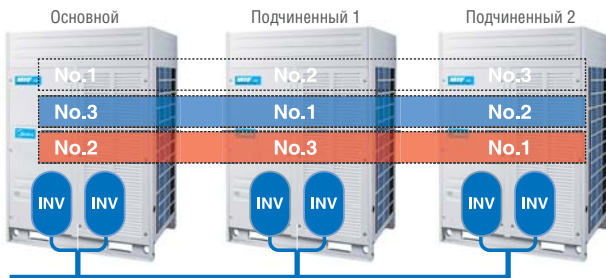 Основной Подчиненный 1 Подчиненный 2
No.1 No.2 No.3
No.3 No.1 No.2
No.2 No.3 No.1
Midea
INV INV INV INV INV INV